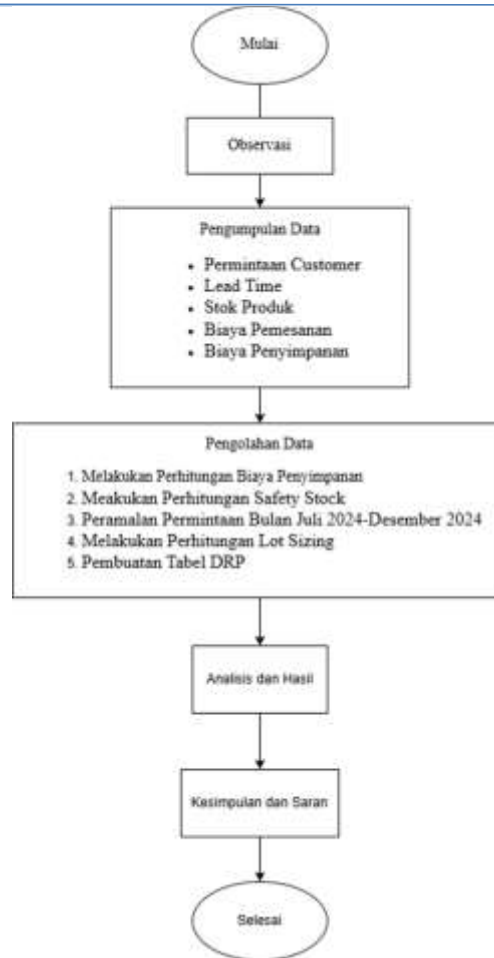 Mulai
Observasi
Pengumpulan Data
• Permintaan Customer
• Lead Time
• Stok Produk
• Biaya Pemesanan
• Biaya Penyimpanan
Pengolahan Data
1. Melakukan Perhitungan Biaya Penyimpanan
2. Meakukan Perhitungan Safety Stock
3. Peramalan Permintaan Bulan Juli 2024-Desember 2024
4. Melakukan Perhitungan Lot Sizing
5. Pembuatan Tabel DRP
Analisis dan Hasil
Kesimpulan dan Saran
Selesai